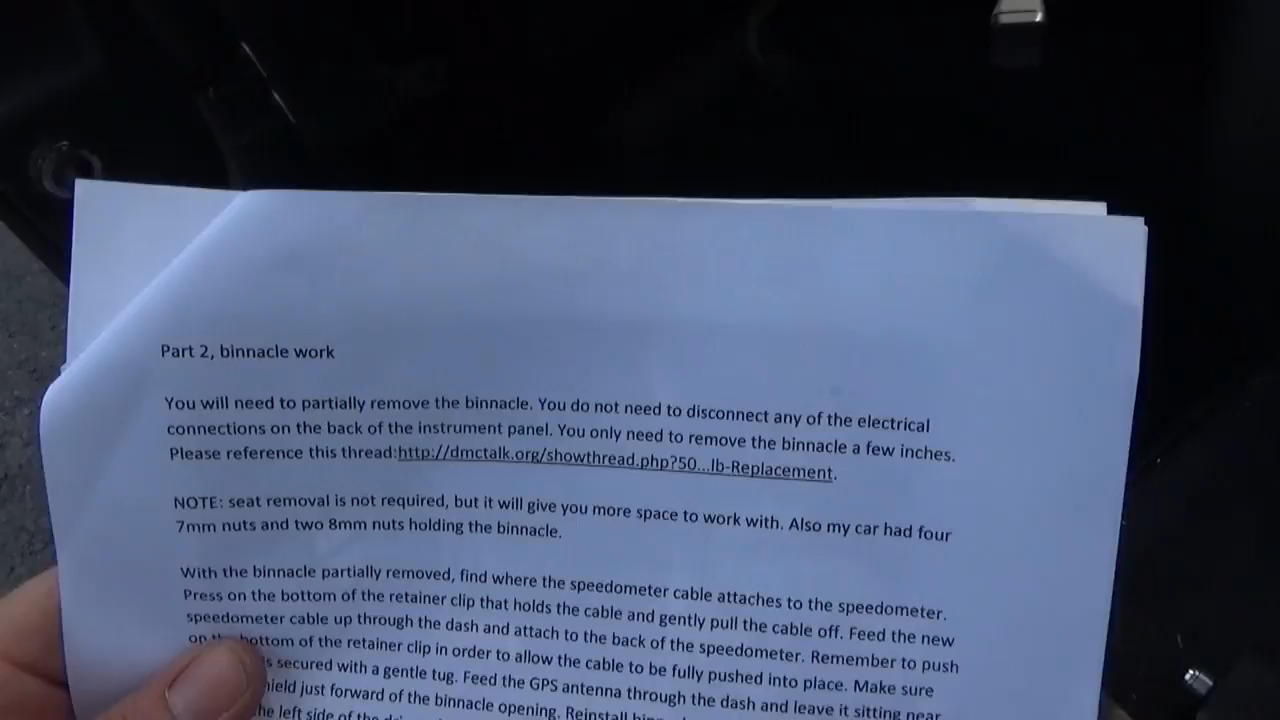 Part 2, binnacle work
You will need to partially remove the binnacle. You do not need to disconnect any of the electrical
connections on the back of the instrument panel. You only need to remove the binnacle a few inches.
Please reference this thread:http://dmctalk.org/showthread.php?50...lb-Replacement.
NOTE: seat removal is not required, but it will give you more space to work with. Also my car had four
7mm nuts and two 8mm nuts holding the binnacle.
With the binnacle partially removed, find where the speedometer cable attaches to the speedometer.
Press on the bottom of the retainer clip that holds the cable and gently pull the cable off. Feed the new
speedometer cable up through the dash and attach to the back of the speedometer. Remember to push
on the bottom of the retainer clip in order to allow the cable to be fully pushed into place. Make sure
s secured with a gentle tug. Feed the GPS antenna through the dash and leave it sitting near
ield just forward of the binnacle opening. Reinstall
he left side of the